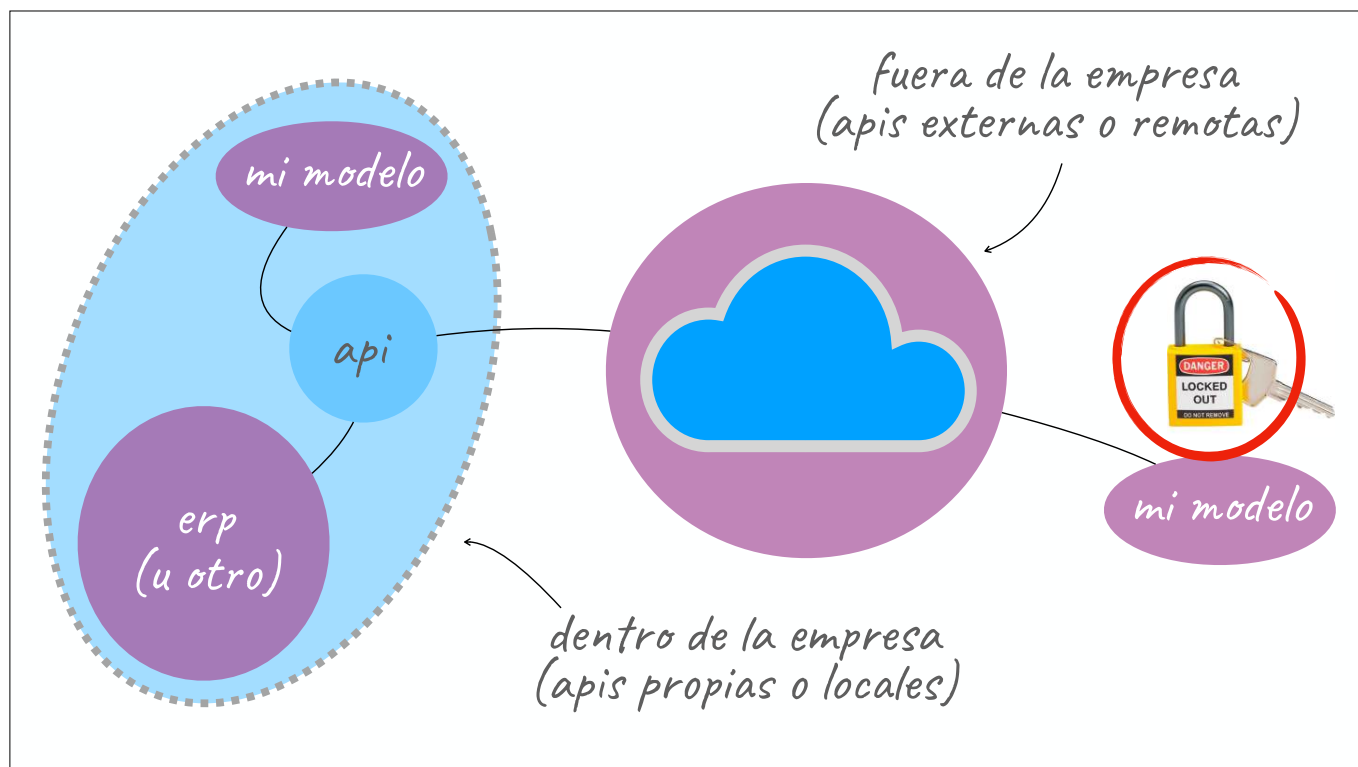 fuera de la empresa
(apis externas o remotas)
mi modelo
api
DANGER
LOCKED
OUT
DO NOT REMOVE
mi modelo
erp
(u otro)
dentro de la empresa
(apis propias o locales)